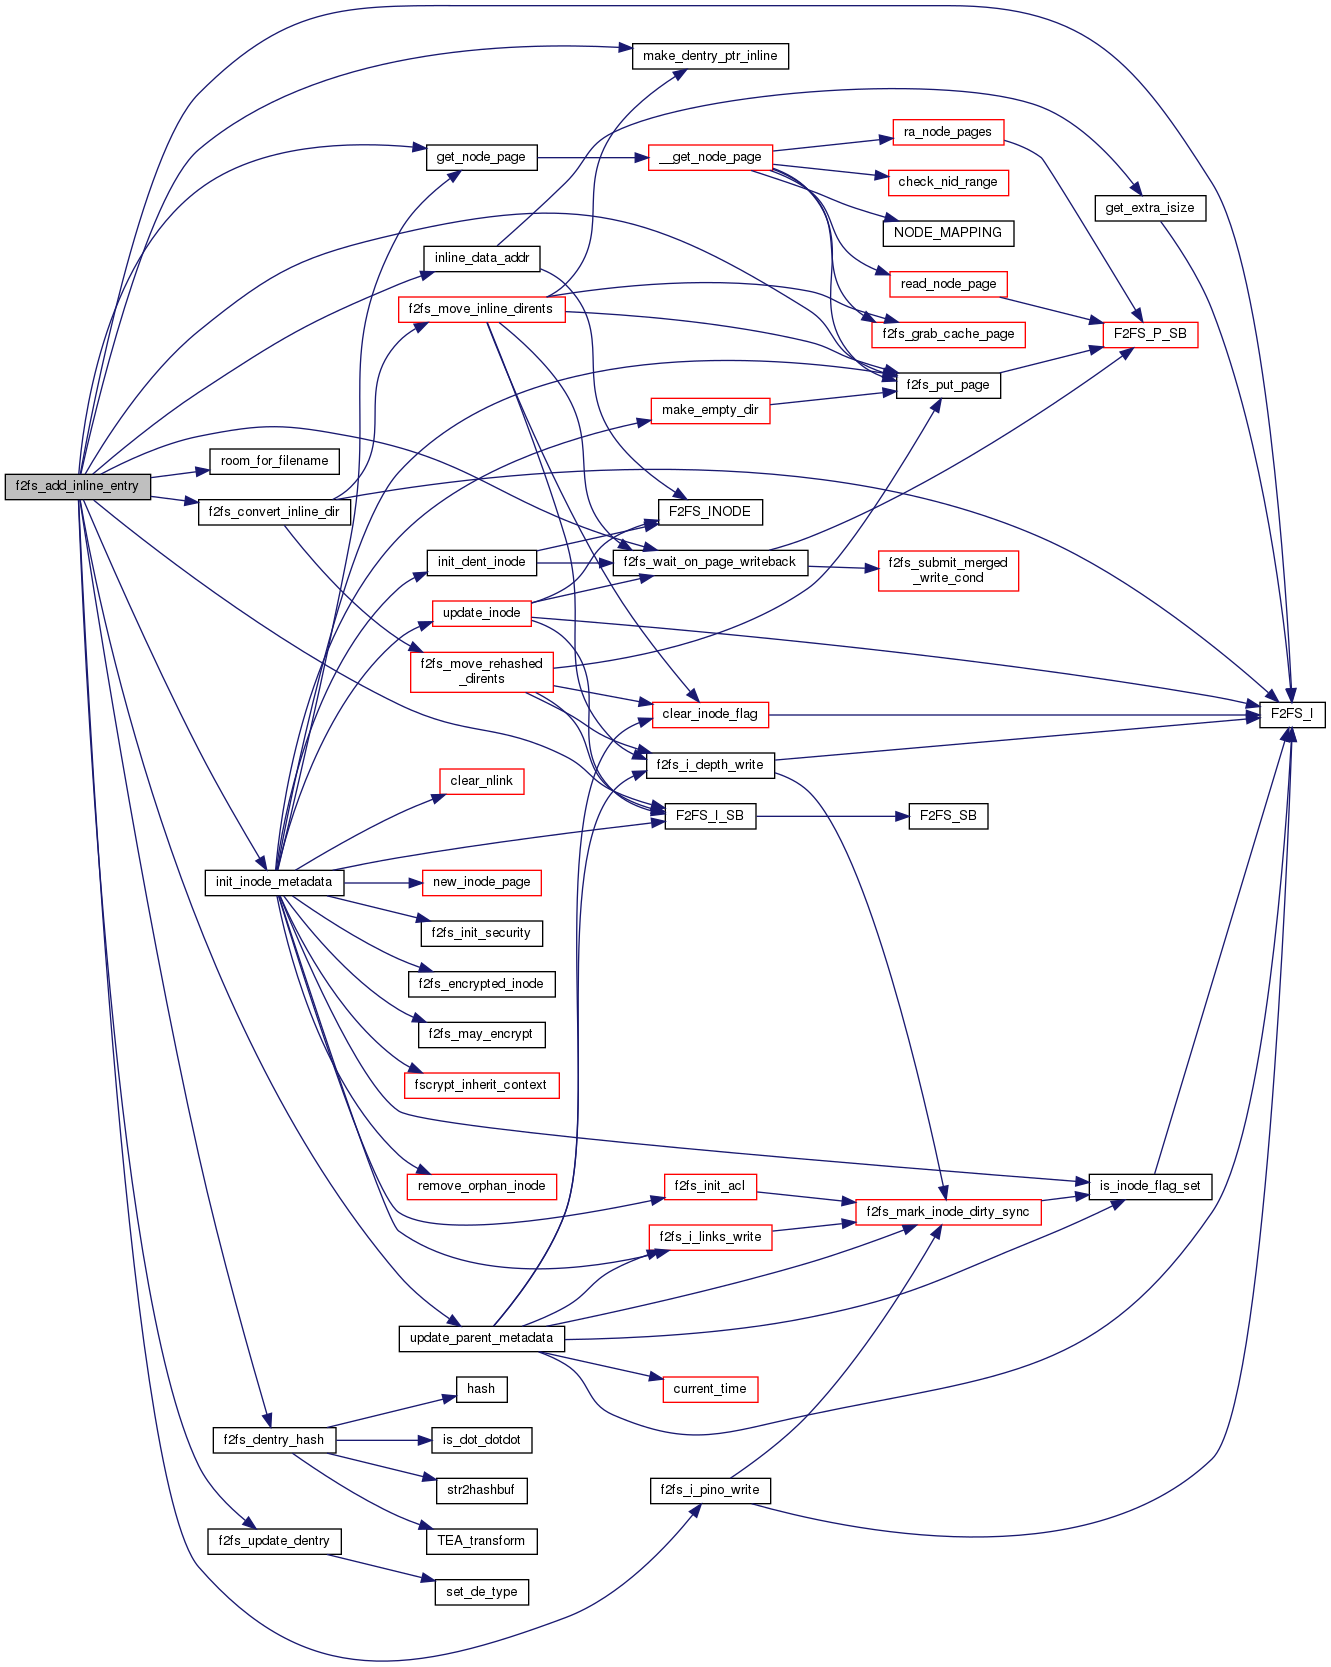 make_dentry_ptr_inline
ra_node_pages
get_node_page
__get_node_page
check_nid_range
get_extra_isize
NODE_MAPPING
inline_data_addr
read_node_page
f2fs_move_inline_dirents
f2fs_grab_cache_page
F2FS_P_SB
f2fs_put_page
make_empty_dir
room_for_filename
f2fs_add_inline_entry
f2fs_convert_inline_dir
F2FS_INODE
init_dent_inode
f2fs_wait_on_page_writeback
f2fs_submit_merged
_write_cond
update_inode
f2fs_move_rehashed
_dirents
clear_inode_flag
F2FS_I
f2fs_i_depth_write
clear_nlink
F2FS_I_SB
F2FS_SB
init_inode_metadata
new_inode_page
f2fs_init_security
f2fs_encrypted_inode
f2fs_may_encrypt
fscrypt_inherit_context
remove_orphan_inode
f2fs_init_acl
is_inode_flag_set
f2fs_mark_inode_dirty_sync
f2fs_i_links_write
update_parent_metadata
current_time
hash
f2fs_dentry_hash
is_dot_dotdot
str2hashbuf
f2fs_i_pino_write
f2fs_update_dentry
TEA_transform
set_de_type